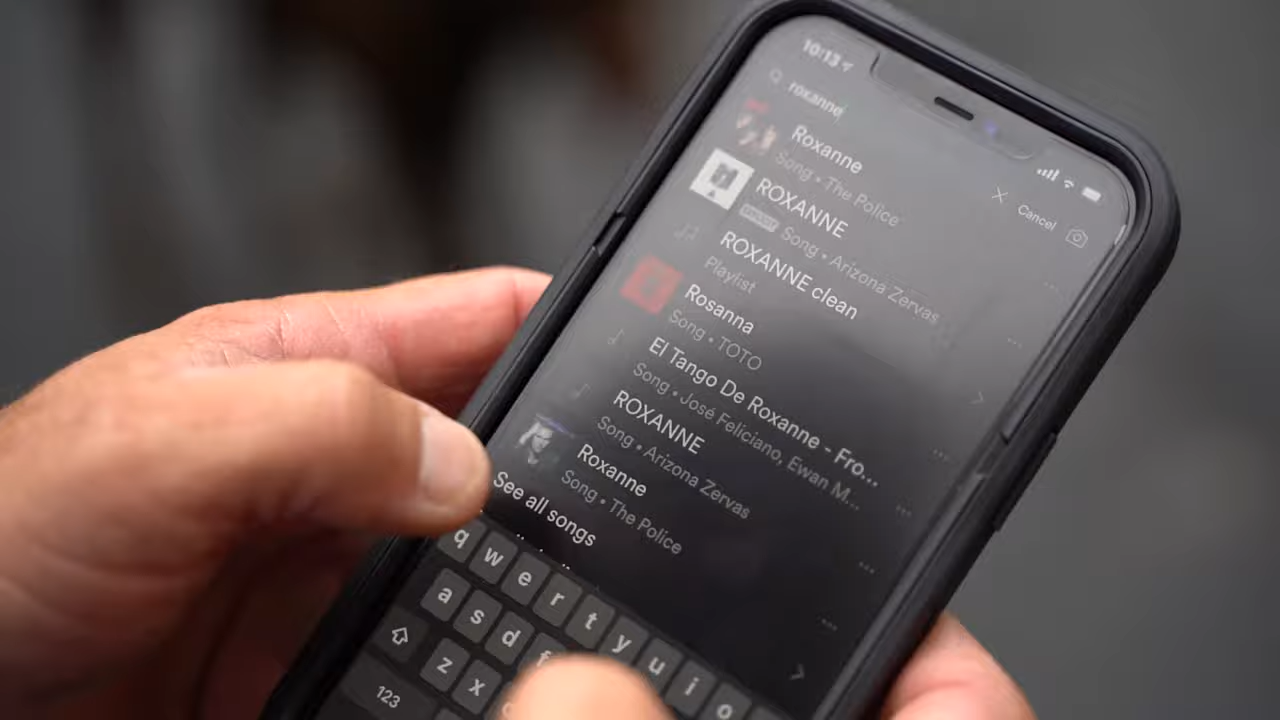 10:13
roxanne
Cancel
Roxanne
Song • The Police
ROXANNE
Song • Arizona Zervas
ROXANNE clean
Playlist
Rosanna
Song • TOTO
El Tango De Roxanne - Fro...
Song • José Feliciano, Ewan M...
ROXANNE
Song • Arizona Zervas
Roxanne
Song • The Police
See all songs
q w e r t y u i o
a s d f
z x
123